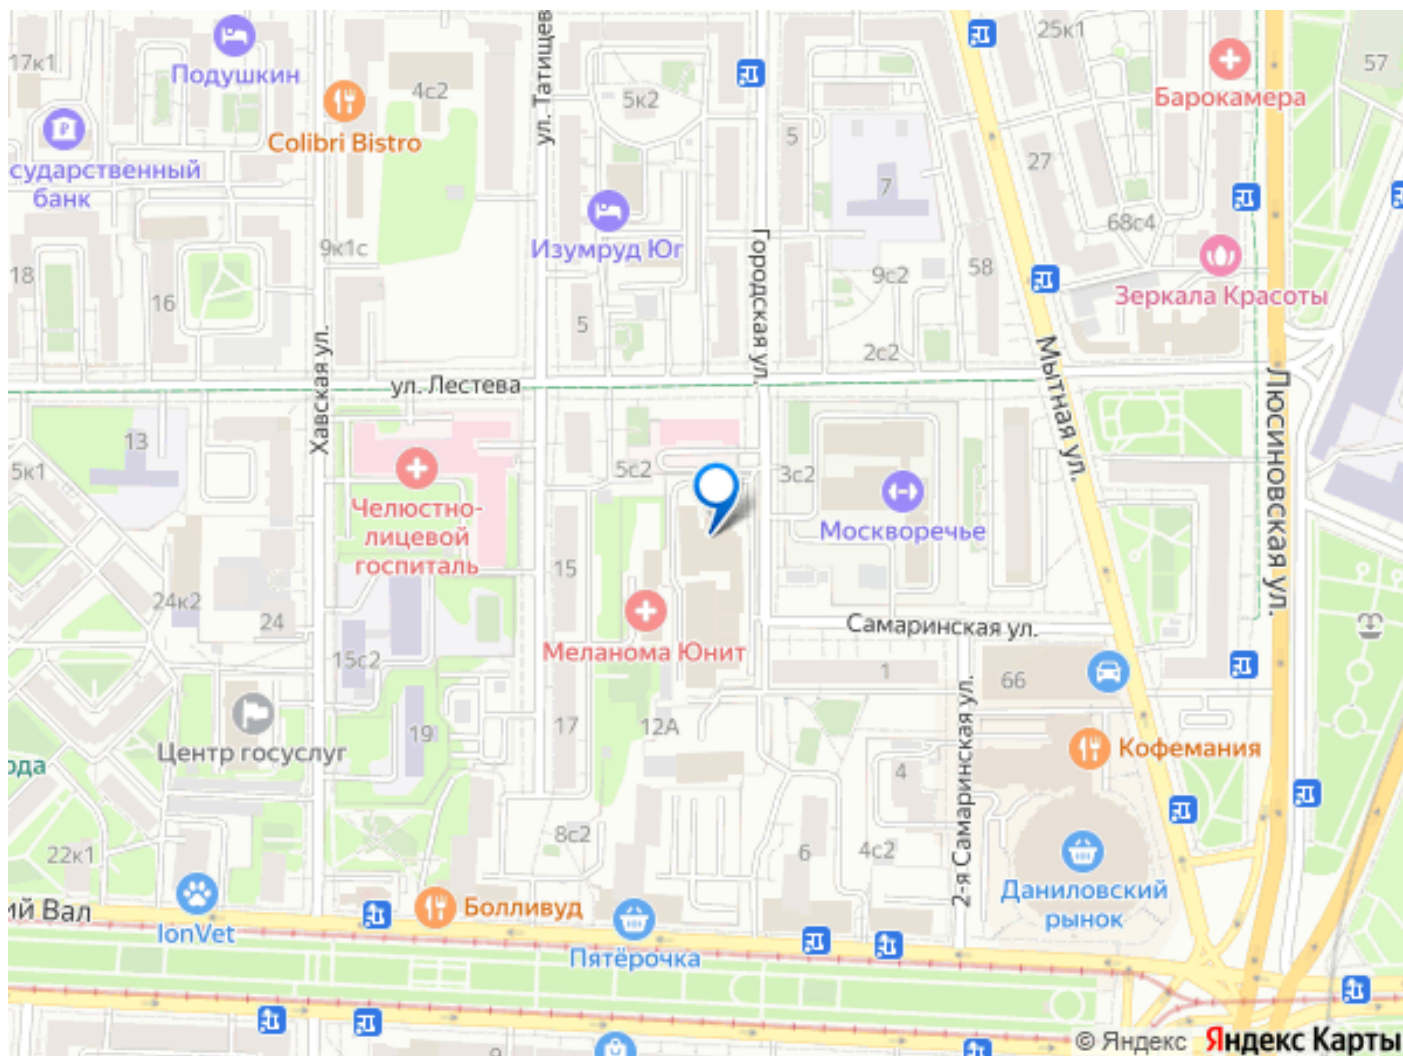 17к1
Подушкин
4с2
Colibri Bistro
ул. Татищев
5к2
5
25к1
Барокамера
57
сударственный
банк
27
7
68с4
Изумруд Юг
9к1с
Городская ул.
9с2
58
Зеркала Красоты
18
16
5
2с2
Хавская ул.
ул. Лестева
Мытная ул.
Люсиновская ул.
13
5к1
5с2
3с2
Челюстно-
лицевой
госпиталь
Москворечье
15
24к2
24
Самаринская ул.
Меланома Юнит
15с2
1
66
2-я Самаринская ул.
17
12А
19
Центр госуслуг
Кофемания
ода
4
8с2
22к1
6
4с2
Даниловский
рынок
ий Вал
Болливуд
IonVet
Пятёрочка
9
© Яндекс Яндекс Карты